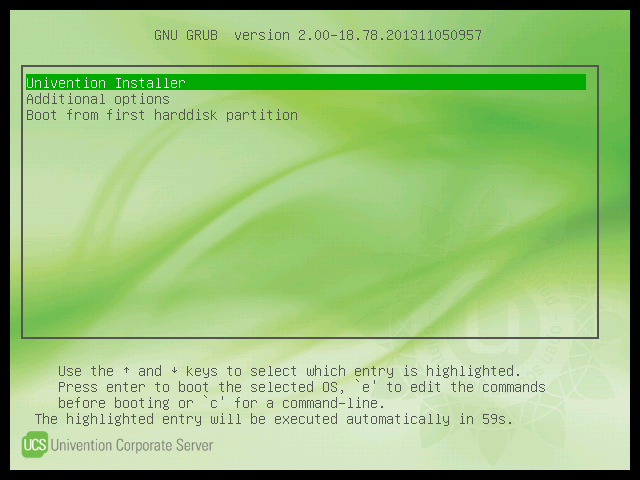 GNU GRUB  version 2.00-18.78.201311050957
Univention Installer
Additional options
Boot from first harddisk partition
Use the ↑ and ↓ keys to select which entry is highlighted.
Press enter to boot the selected OS, `e' to edit the commands
before booting or `c' for a command-line.
The highlighted entry will be executed automatically in 59s.
UCS Univention Corporate Server